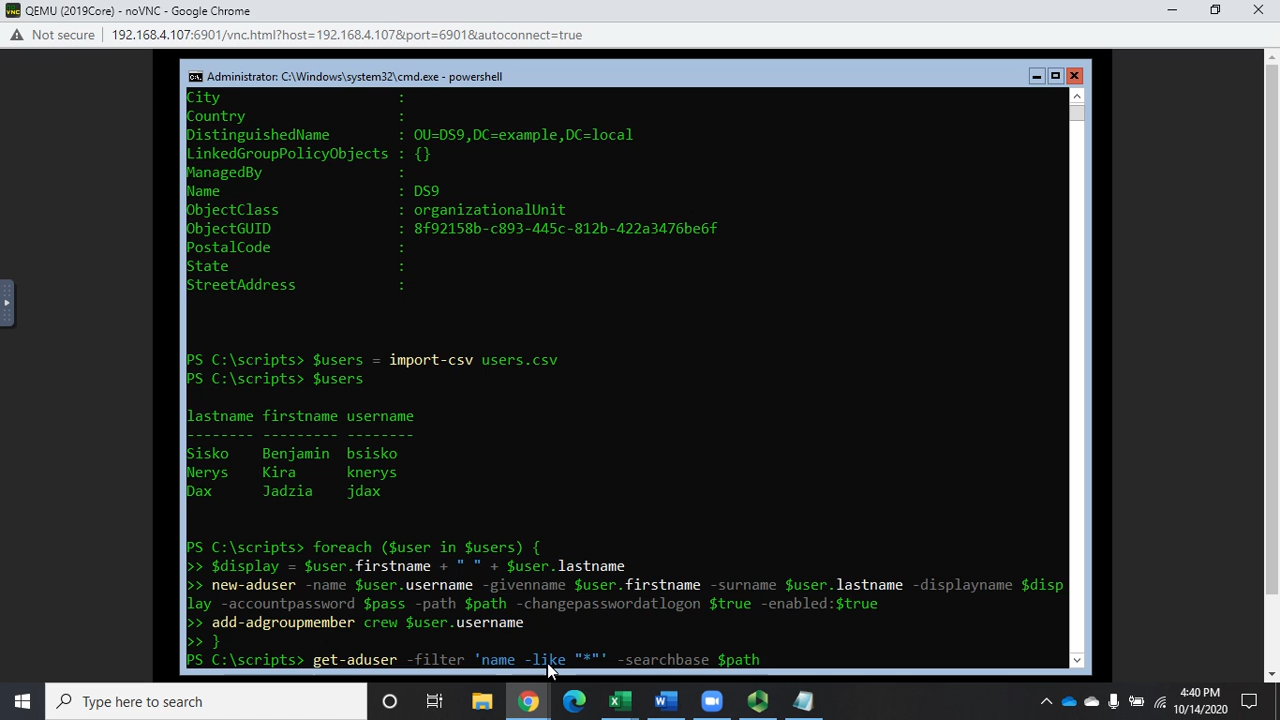 QEMU (2019Core) - noVNC - Google Chrome
Not secure | 192.168.4.107:6901/vnc.html?host=192.168.4.107&port=6901&autoconnect=true
Administrator: C:\Windows\system32\cmd.exe - powershell
City :
Country :
DistinguishedName : OU=DS9,DC=example,DC=local
LinkedGroupPolicyObjects : {}
ManagedBy :
Name : DS9
ObjectClass : organizationalUnit
ObjectGUID : 8f92158b-c893-445c-812b-422a3476be6f
PostalCode :
State :
StreetAddress :
PS C:\scripts> $users = import-csv users.csv
PS C:\scripts> $users
lastname firstname username
-------- --------- --------
Sisko Benjamin bsisko
Nerys Kira knerys
Dax Jadzia jdax
PS C:\scripts> foreach ($user in $users) {
>> $display = $user.firstname + " " + $user.lastname
>> new-aduser -name $user.username -givenname $user.firstname -surname $user.lastname -displayname $disp
lay -accountpassword $pass -path $path -changepasswordatlogon $true -enabled:$true
>> add-adgroupmember crew $user.username
>> }
PS C:\scripts> get-aduser -filter 'name -like "*"' -searchbase $path
Type here to search
4:40 PM
10/14/2020